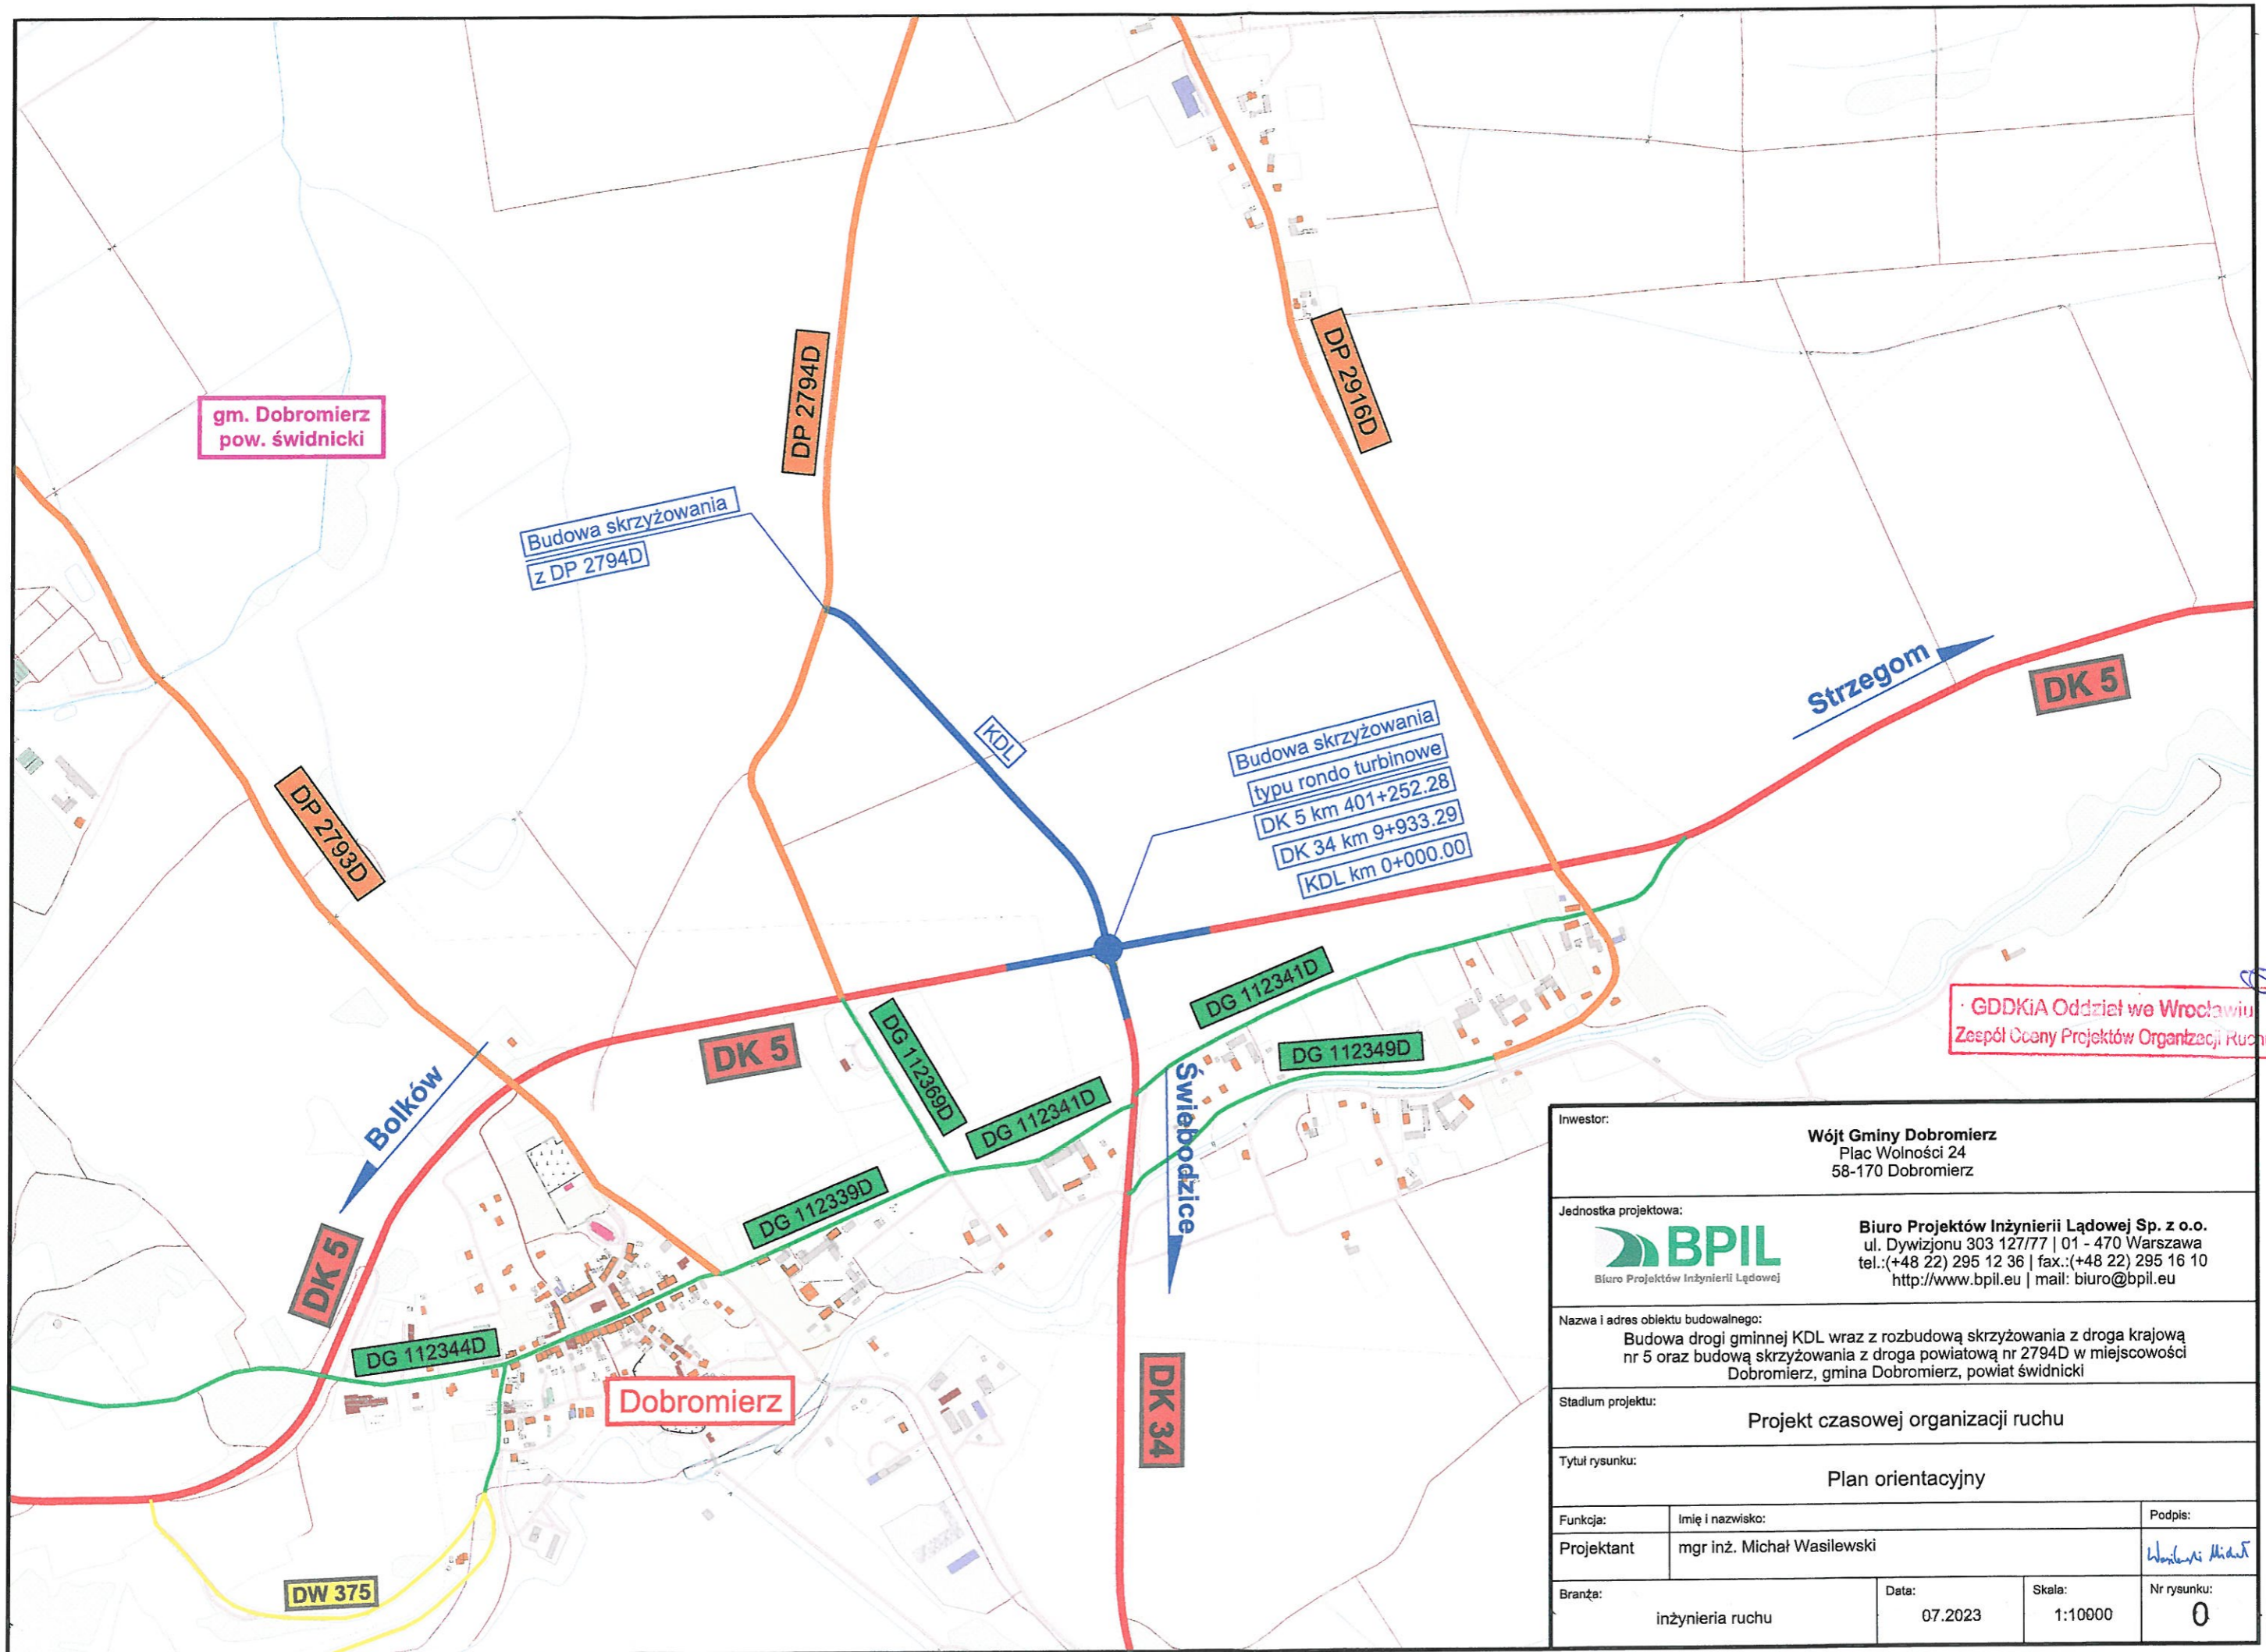 gm. Dobromierz
pow. świdnicki
DP 2794D
DP 2916D
Budowa skrzyżowania
z DP 2794D
KDL
Budowa skrzyżowania
typu rondo turbinowe
DK 5 km 401+252.28
DK 34 km 9+933.29
KDL km 0+000.00
Strzegom
DK 5
DP 2793D
DK 5
Bolków
DG 112369D
DG 112341D
DG 112341D
DG 112349D
Świebodzice
DG 112339D
DK 5
DG 112344D
Dobromierz
DK 34
DW 375
GDDKiA Oddział we Wrocławiu
Zespół Oceny Projektów Organizacji Ruchu
Inwestor:
Wójt Gminy Dobromierz
Plac Wolności 24
58-170 Dobromierz
Jednostka projektowa:
BPIL
Biuro Projektów Inżynierii Lądowej
Biuro Projektów Inżynierii Lądowej Sp. z o.o.
ul. Dywizjonu 303 127/77 | 01 - 470 Warszawa
tel.:(+48 22) 295 12 36 | fax.:(+48 22) 295 16 10
http://www.bpil.eu | mail: biuro@bpil.eu
Nazwa i adres obiektu budowalnego:
Budowa drogi gminnej KDL wraz z rozbudową skrzyżowania z droga krajową
nr 5 oraz budową skrzyżowania z droga powiatową nr 2794D w miejscowości
Dobromierz, gmina Dobromierz, powiat świdnicki
Stadium projektu:
Projekt czasowej organizacji ruchu
Tytuł rysunku:
Plan orientacyjny
Funkcja:
Imię i nazwisko:
Podpis:
Projektant
mgr inż. Michał Wasilewski
Wasilewski Michał
Branża:
inżynieria ruchu
Data:
07.2023
Skala:
1:10000
Nr rysunku:
0